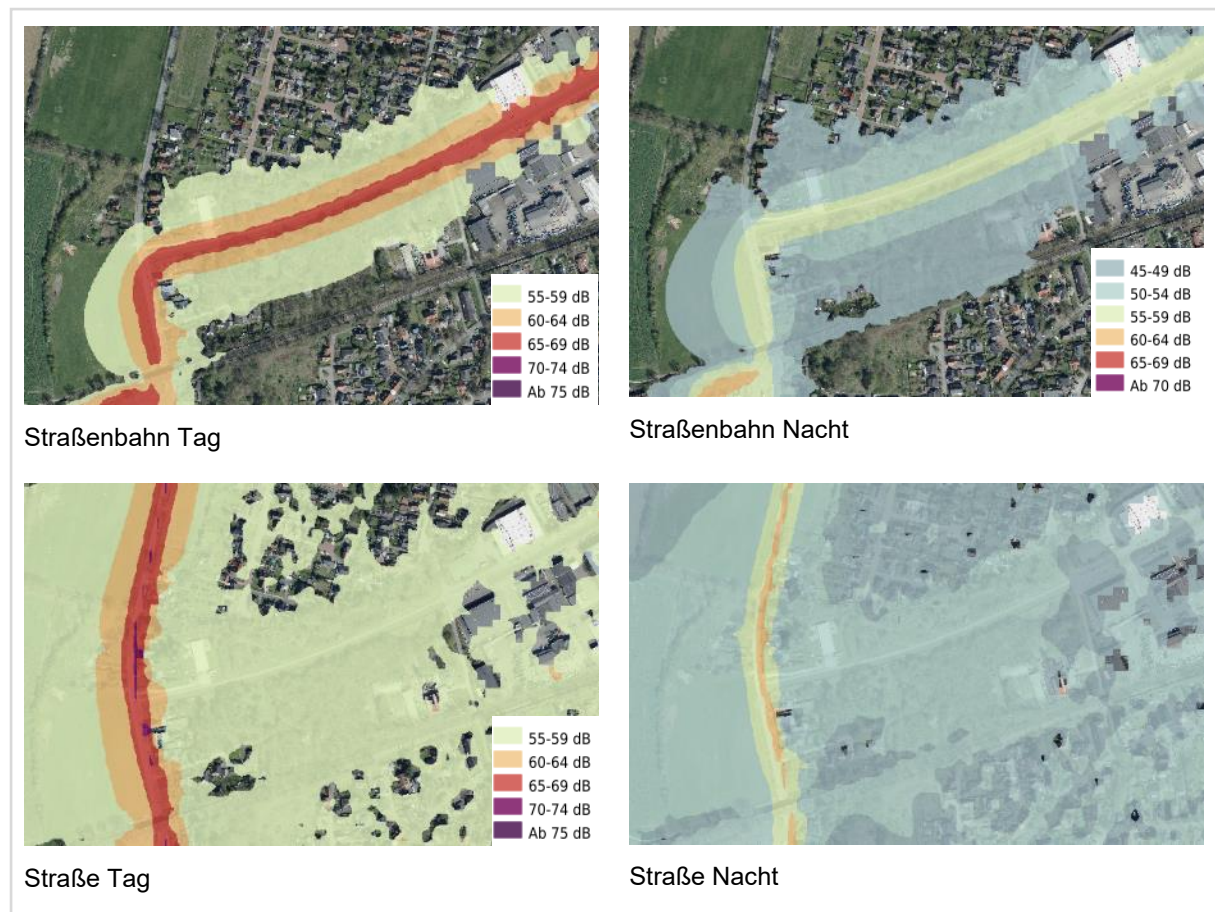 55-59 dB
60-64 dB
65-69 dB
70-74 dB
Ab 75 dB
45-49 dB
50-54 dB
55-59 dB
60-64 dB
65-69 dB
Ab 70 dB
Straßenbahn Tag
Straßenbahn Nacht
55-59 dB
60-64 dB
65-69 dB
70-74 dB
Ab 75 dB
Straße Tag
Straße Nacht